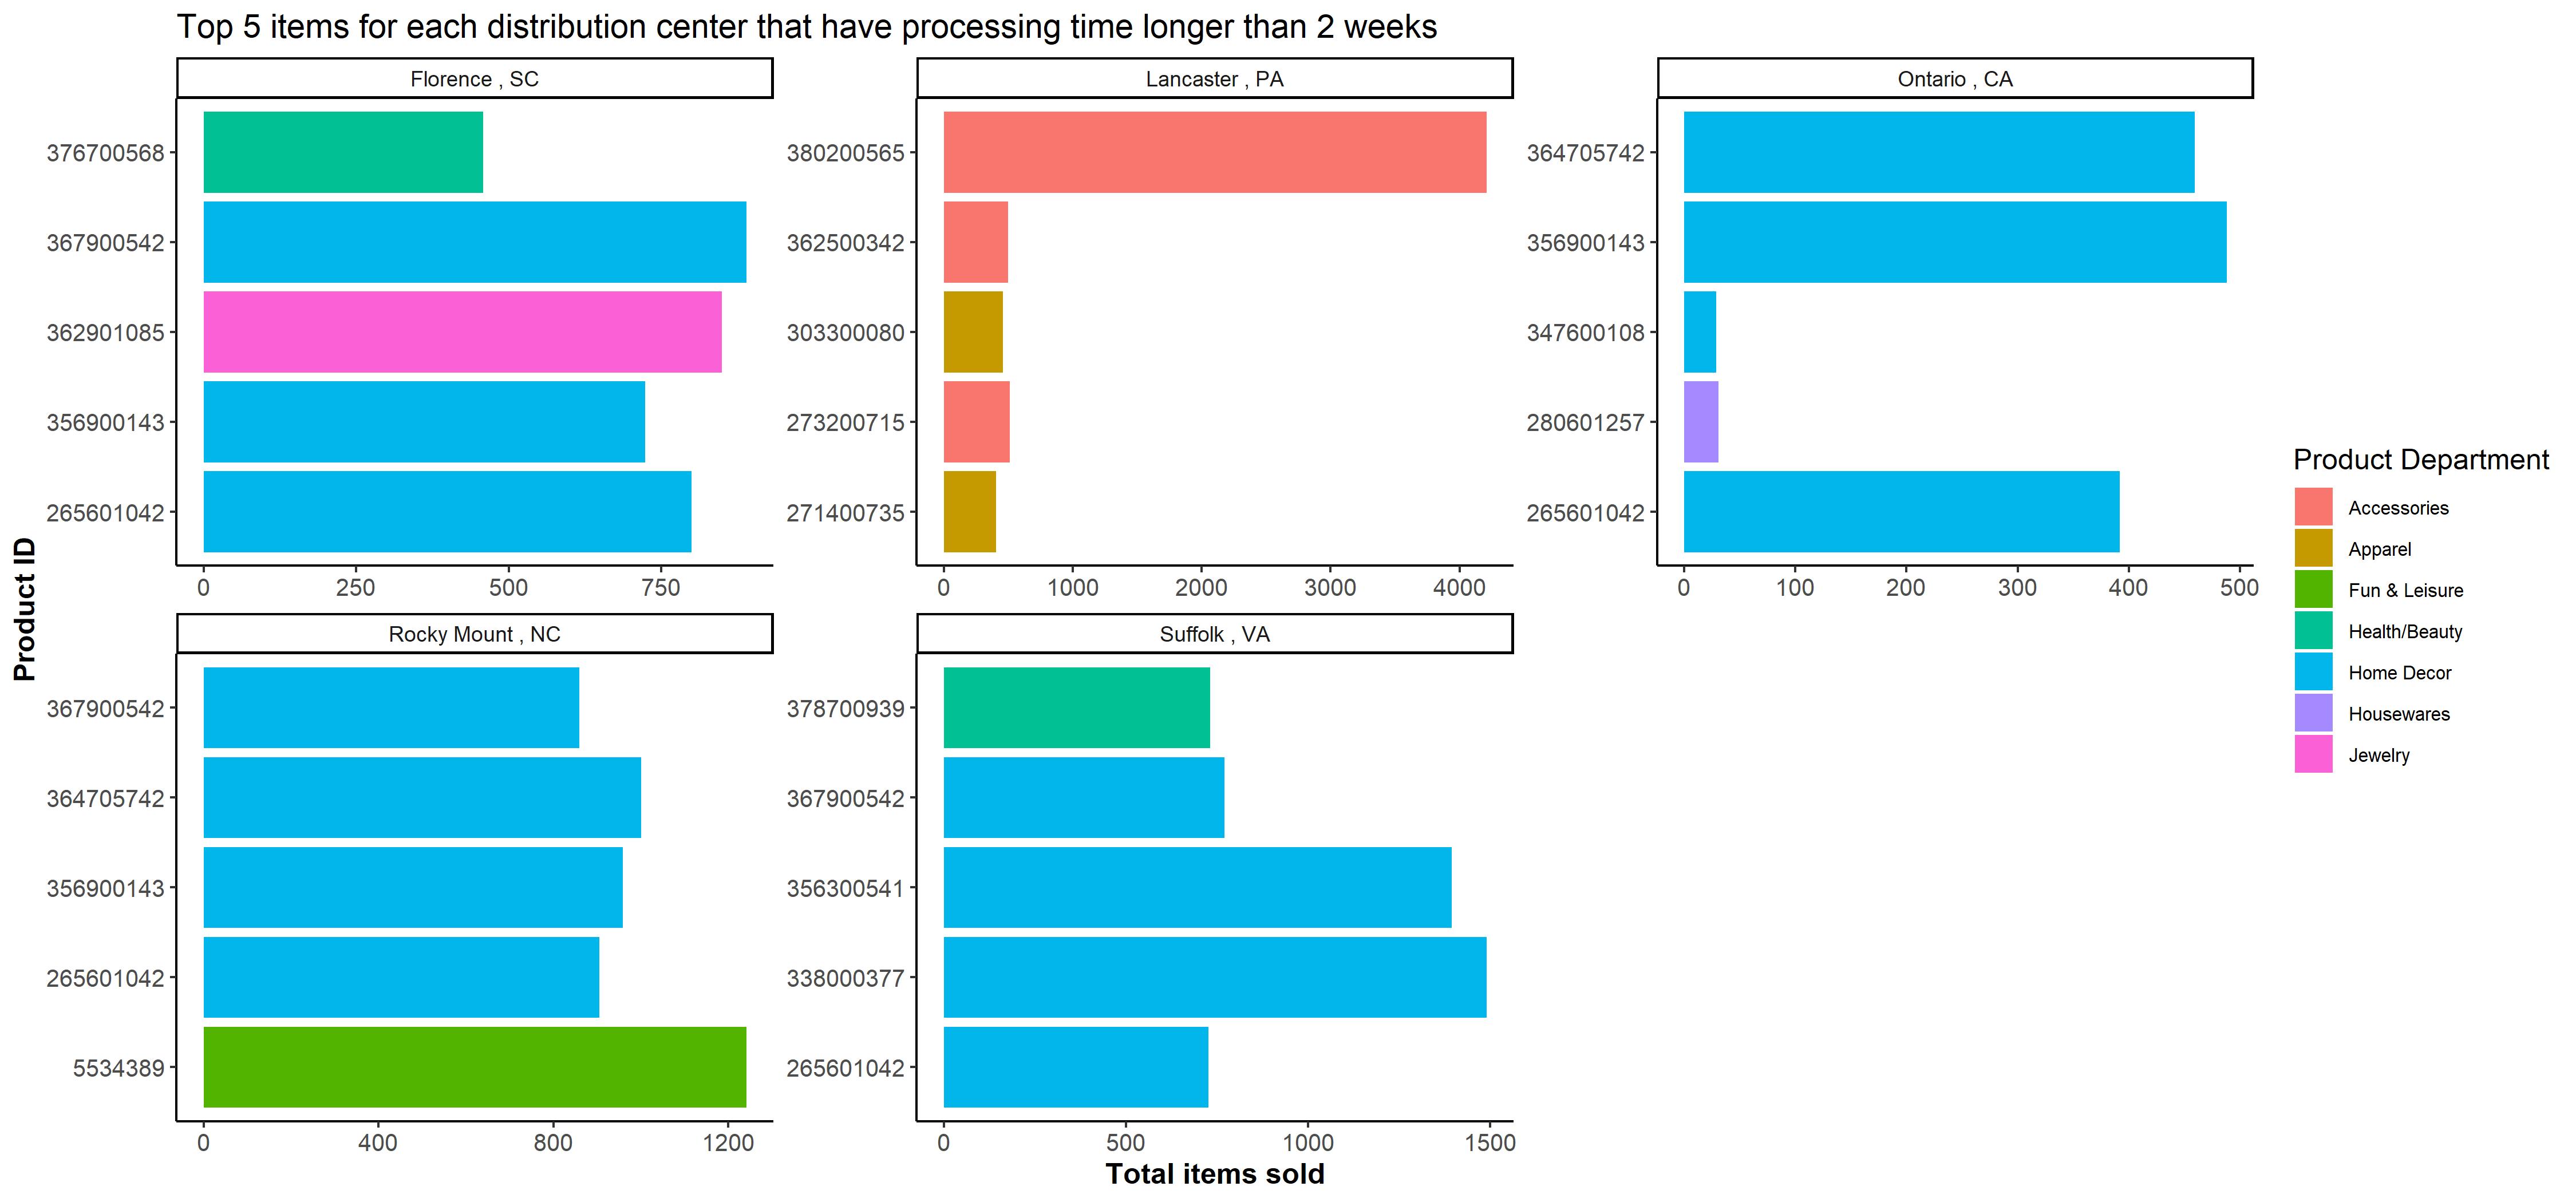 Top 5 items for each distribution center that have processing time longer than 2 weeks
Florence , SC
376700568
367900542
362901085
356900143
265601042
0 250 500 750
Lancaster , PA
380200565
362500342
303300080
273200715
271400735
0 1000 2000 3000 4000
Ontario , CA
364705742
356900143
347600108
280601257
265601042
0 100 200 300 400 500
Rocky Mount , NC
367900542
364705742
356900143
265601042
5534389
0 400 800 1200
Suffolk , VA
378700939
367900542
356300541
338000377
265601042
0 500 1000 1500
Product ID
Total items sold
Product Department
Accessories
Apparel
Fun & Leisure
Health/Beauty
Home Decor
Housewares
Jewelry